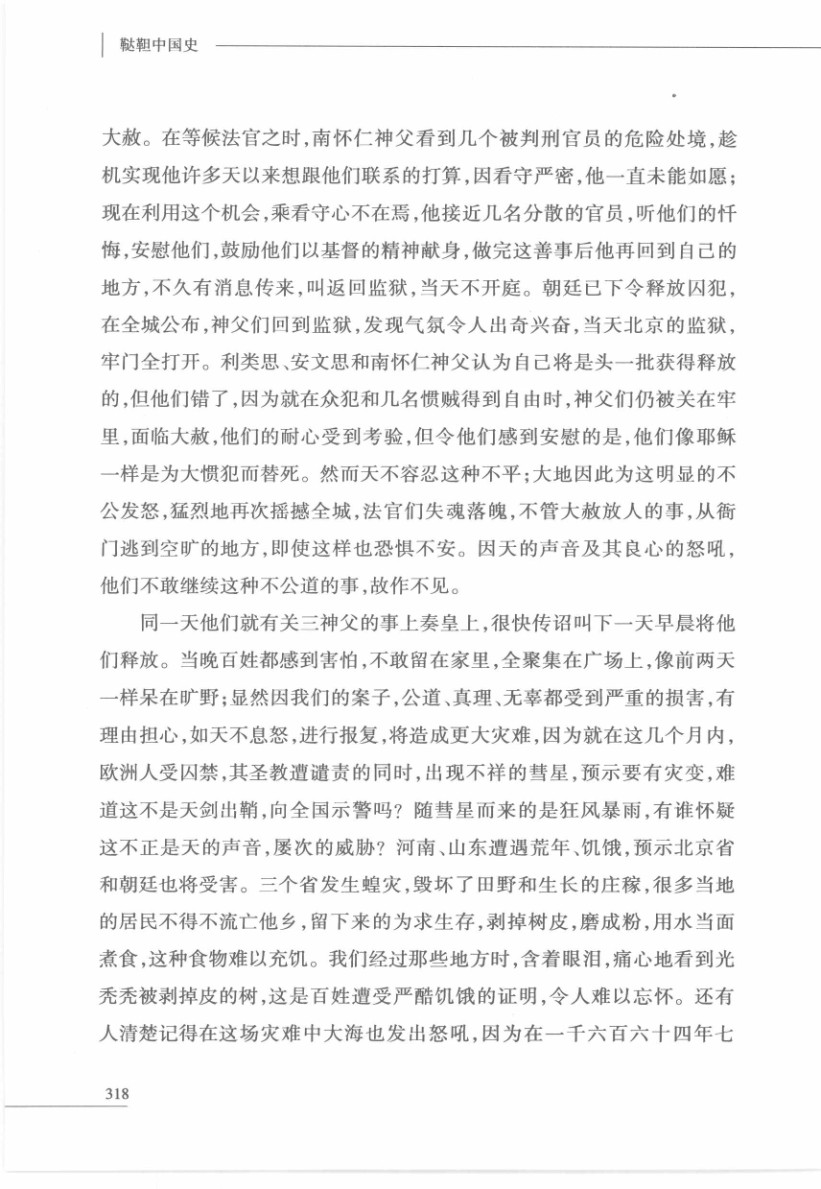 鞑靼中国史
大赦。在等候法官之时,南怀仁神父看到几个被判刑官员的危险处境,趁
机实现他许多天以来想跟他们联系的打算,因看守严密,他一直未能如愿;
现在利用这个机会,乘看守心不在焉,他接近几名分散的官员,听他们的忏
悔,安慰他们,鼓励他们以基督的精神献身,做完这善事后他再回到自己的
地方,不久有消息传来,叫返回监狱,当天不开庭。朝廷已下令释放囚犯,
在全城公布,神父们回到监狱,发现气氛令人出奇兴奋,当天北京的监狱,
牢门全打开。利类思、安文思和南怀仁神父认为自己将是头一批获得释放
的,但他们错了,因为就在众犯和几名惯贼得到自由时,神父们仍被关在牢
里,面临大赦,他们的耐心受到考验,但令他们感到安慰的是,他们像耶稣
一样是为大惯犯而替死。然而天不容忍这种不平;大地因此为这明显的不
公发怒,猛烈地再次摇撼全城,法官们失魂落魄,不管大赦放人的事,从衙
门逃到空旷的地方,即使这样也恐惧不安。因天的声音及其良心的怒吼,
他们不敢继续这种不公道的事,故作不见。
同一天他们就有关三神父的事上奏皇上,很快传诏叫下一天早晨将他
们释放。当晚百姓都感到害怕,不敢留在家里,全聚集在广场上,像前两天
一样呆在旷野;显然因我们的案子,公道、真理、无辜都受到严重的损害,有
理由担心,如天不息怒,进行报复,将造成更大灾难,因为就在这几个月内,
欧洲人受囚禁,其圣教遭谴责的同时,出现不祥的彗星,预示要有灾变,难
道这不是天剑出鞘,向全国示警吗?随彗星而来的是狂风暴雨,有谁怀疑
这不正是天的声音,屡次的威胁?河南、山东遭遇荒年、饥饿,预示北京省
和朝廷也将受害。三个省发生蝗灾,毁坏了田野和生长的庄稼,很多当地
的居民不得不流亡他乡,留下来的为求生存,剥掉树皮,磨成粉,用水当面
煮食,这种食物难以充饥。我们经过那些地方时,含着眼泪,痛心地看到光
秃秃被剥掉皮的树,这是百姓遭受严酷饥饿的证明,令人难以忘怀。还有
人清楚记得在这场灾难中大海也发出怒吼,因为在一千六百六十四年七
318